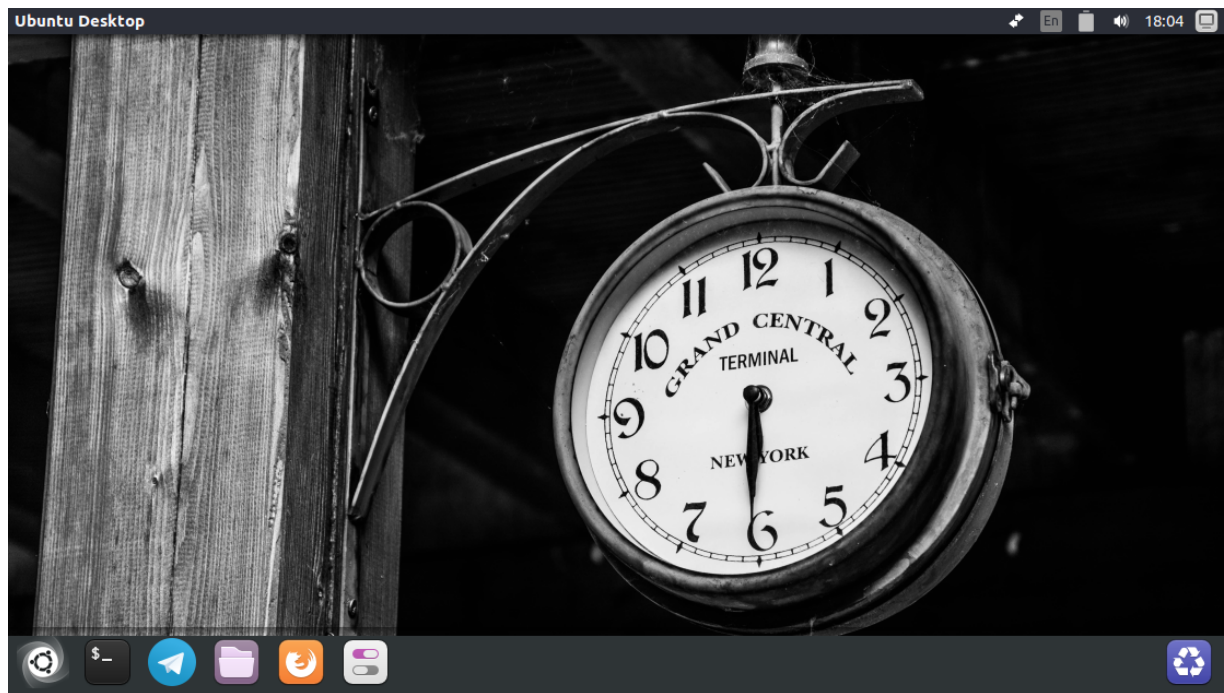 Ubuntu Desktop
En
18:04
12
11
1
10
2
GRAND CENTRAL
TERMINAL
9
3
NEW YORK
8
4
7
5
6
$_